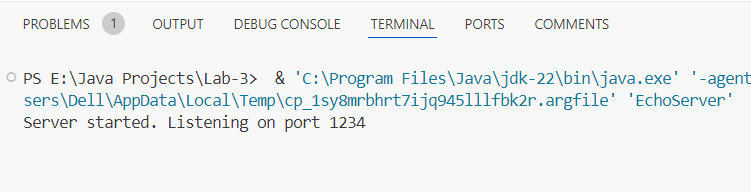 PROBLEMS 1 OUTPUT DEBUG CONSOLE TERMINAL PORTS COMMENTS
PS E:\Java Projects\Lab-3>  & 'C:\Program Files\Java\jdk-22\bin\java.exe' '-agent
sers\Dell\AppData\Local\Temp\cp_1sy8mrbhrt7ijq945lllfbk2r.argfile' 'EchoServer'
Server started. Listening on port 1234